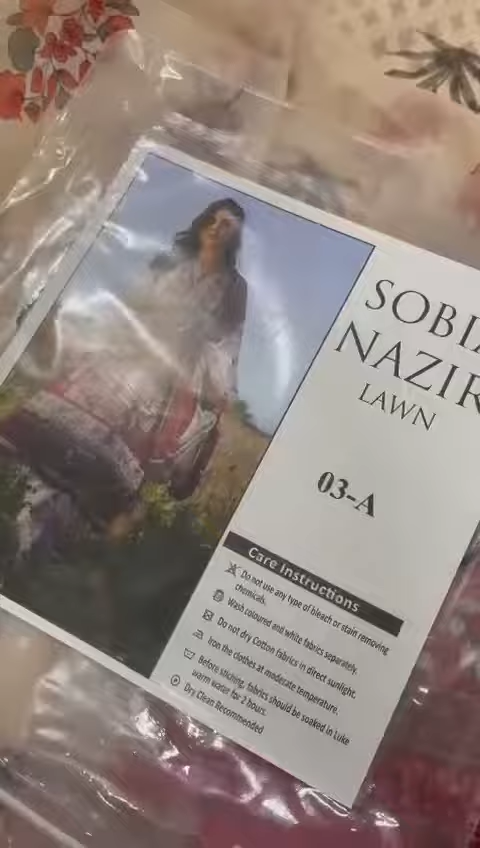 SOBIA
NAZIR
LAWN
03-A
Care Instructions
Do not use any type of bleach or stain removing
chemicals.
Wash coloured and white fabrics separately.
Do not dry Cotton fabrics in direct sunlight.
Iron the clothes at moderate temperature.
Before stiching, fabrics should be soaked in Luke
warm water for 2 hours.
Dry Clean Recommended